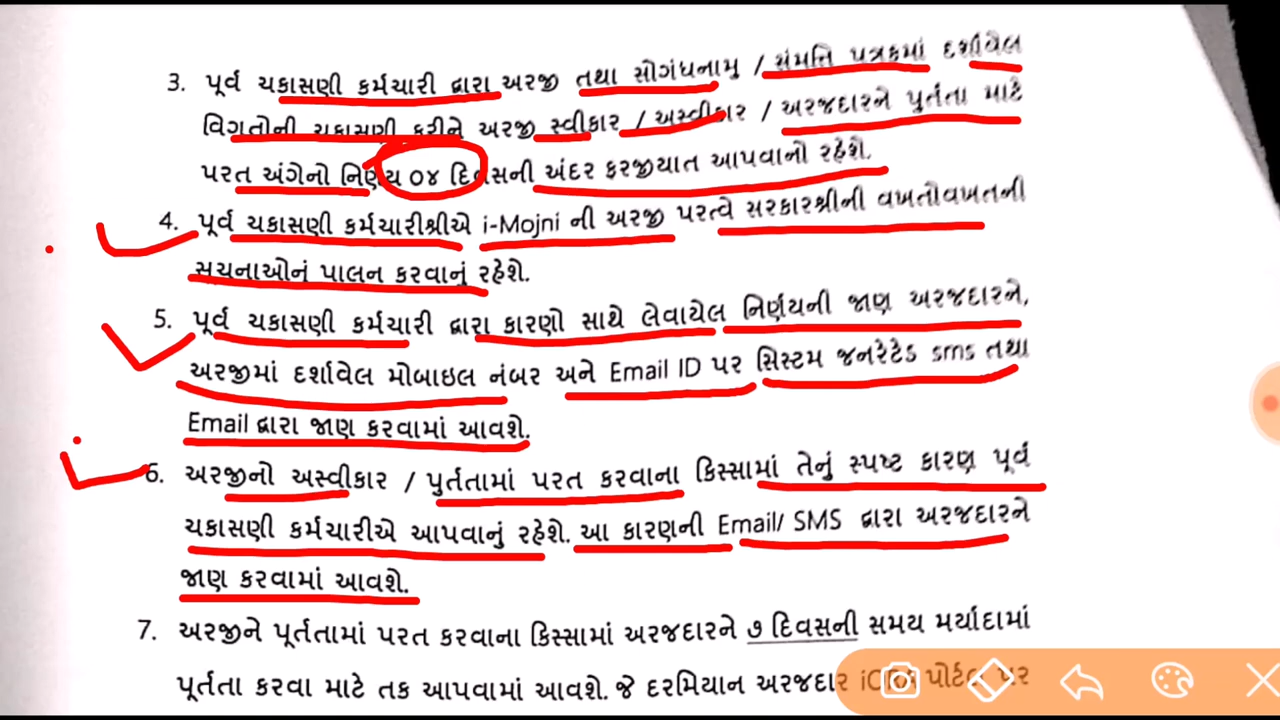 3. પૂર્વ ચકાસણી કર્મચારી દ્વારા અરજી તથા સોગંધનામુ / સંમત્તિ પત્રકમાં દર્શાવેલ
વિગતોની ચકાસણી કરીને અરજી સ્વીકાર / અસ્વીકાર / અરજદારને પુર્તતા માટે
પરત અંગેનો નિર્ણય ૦૪ દિવસની અંદર ફરજીયાત આપવાનો રહેશે.
4. પૂર્વ ચકાસણી કર્મચારીશ્રીએ i-Mojni ની અરજી પરત્વે સરકારશ્રીની વખતોવખતની
સચનાઓનું પાલન કરવાનું રહેશે.
5. પૂર્વ ચકાસણી કર્મચારી દ્વારા કારણો સાથે લેવાયેલ નિર્ણયની જાણ અરજદારને,
અરજીમાં દર્શાવેલ મોબાઇલ નંબર અને Email ID પર સિસ્ટમ જનરેટેડ sms તથા
Email દ્વારા જાણ કરવામાં આવશે.
6. અરજીનો અસ્વીકાર / પુર્તતામાં પરત કરવાના કિસ્સામાં તેનું સ્પષ્ટ કારણ પૂર્વ
ચકાસણી કર્મચારીએ આપવાનું રહેશે. આ કારણની Email/ SMS દ્વારા અરજદારને
જાણ કરવામાં આવશે.
7. અરજીને પૂર્તતામાં પરત કરવાના કિસ્સામાં અરજદારને ૭ દિવસની સમય મર્યાદામાં
પૂર્તતા કરવા માટે તક આપવામાં આવશે. જે દરમિયાન અરજદાર પોર્ટલ પર